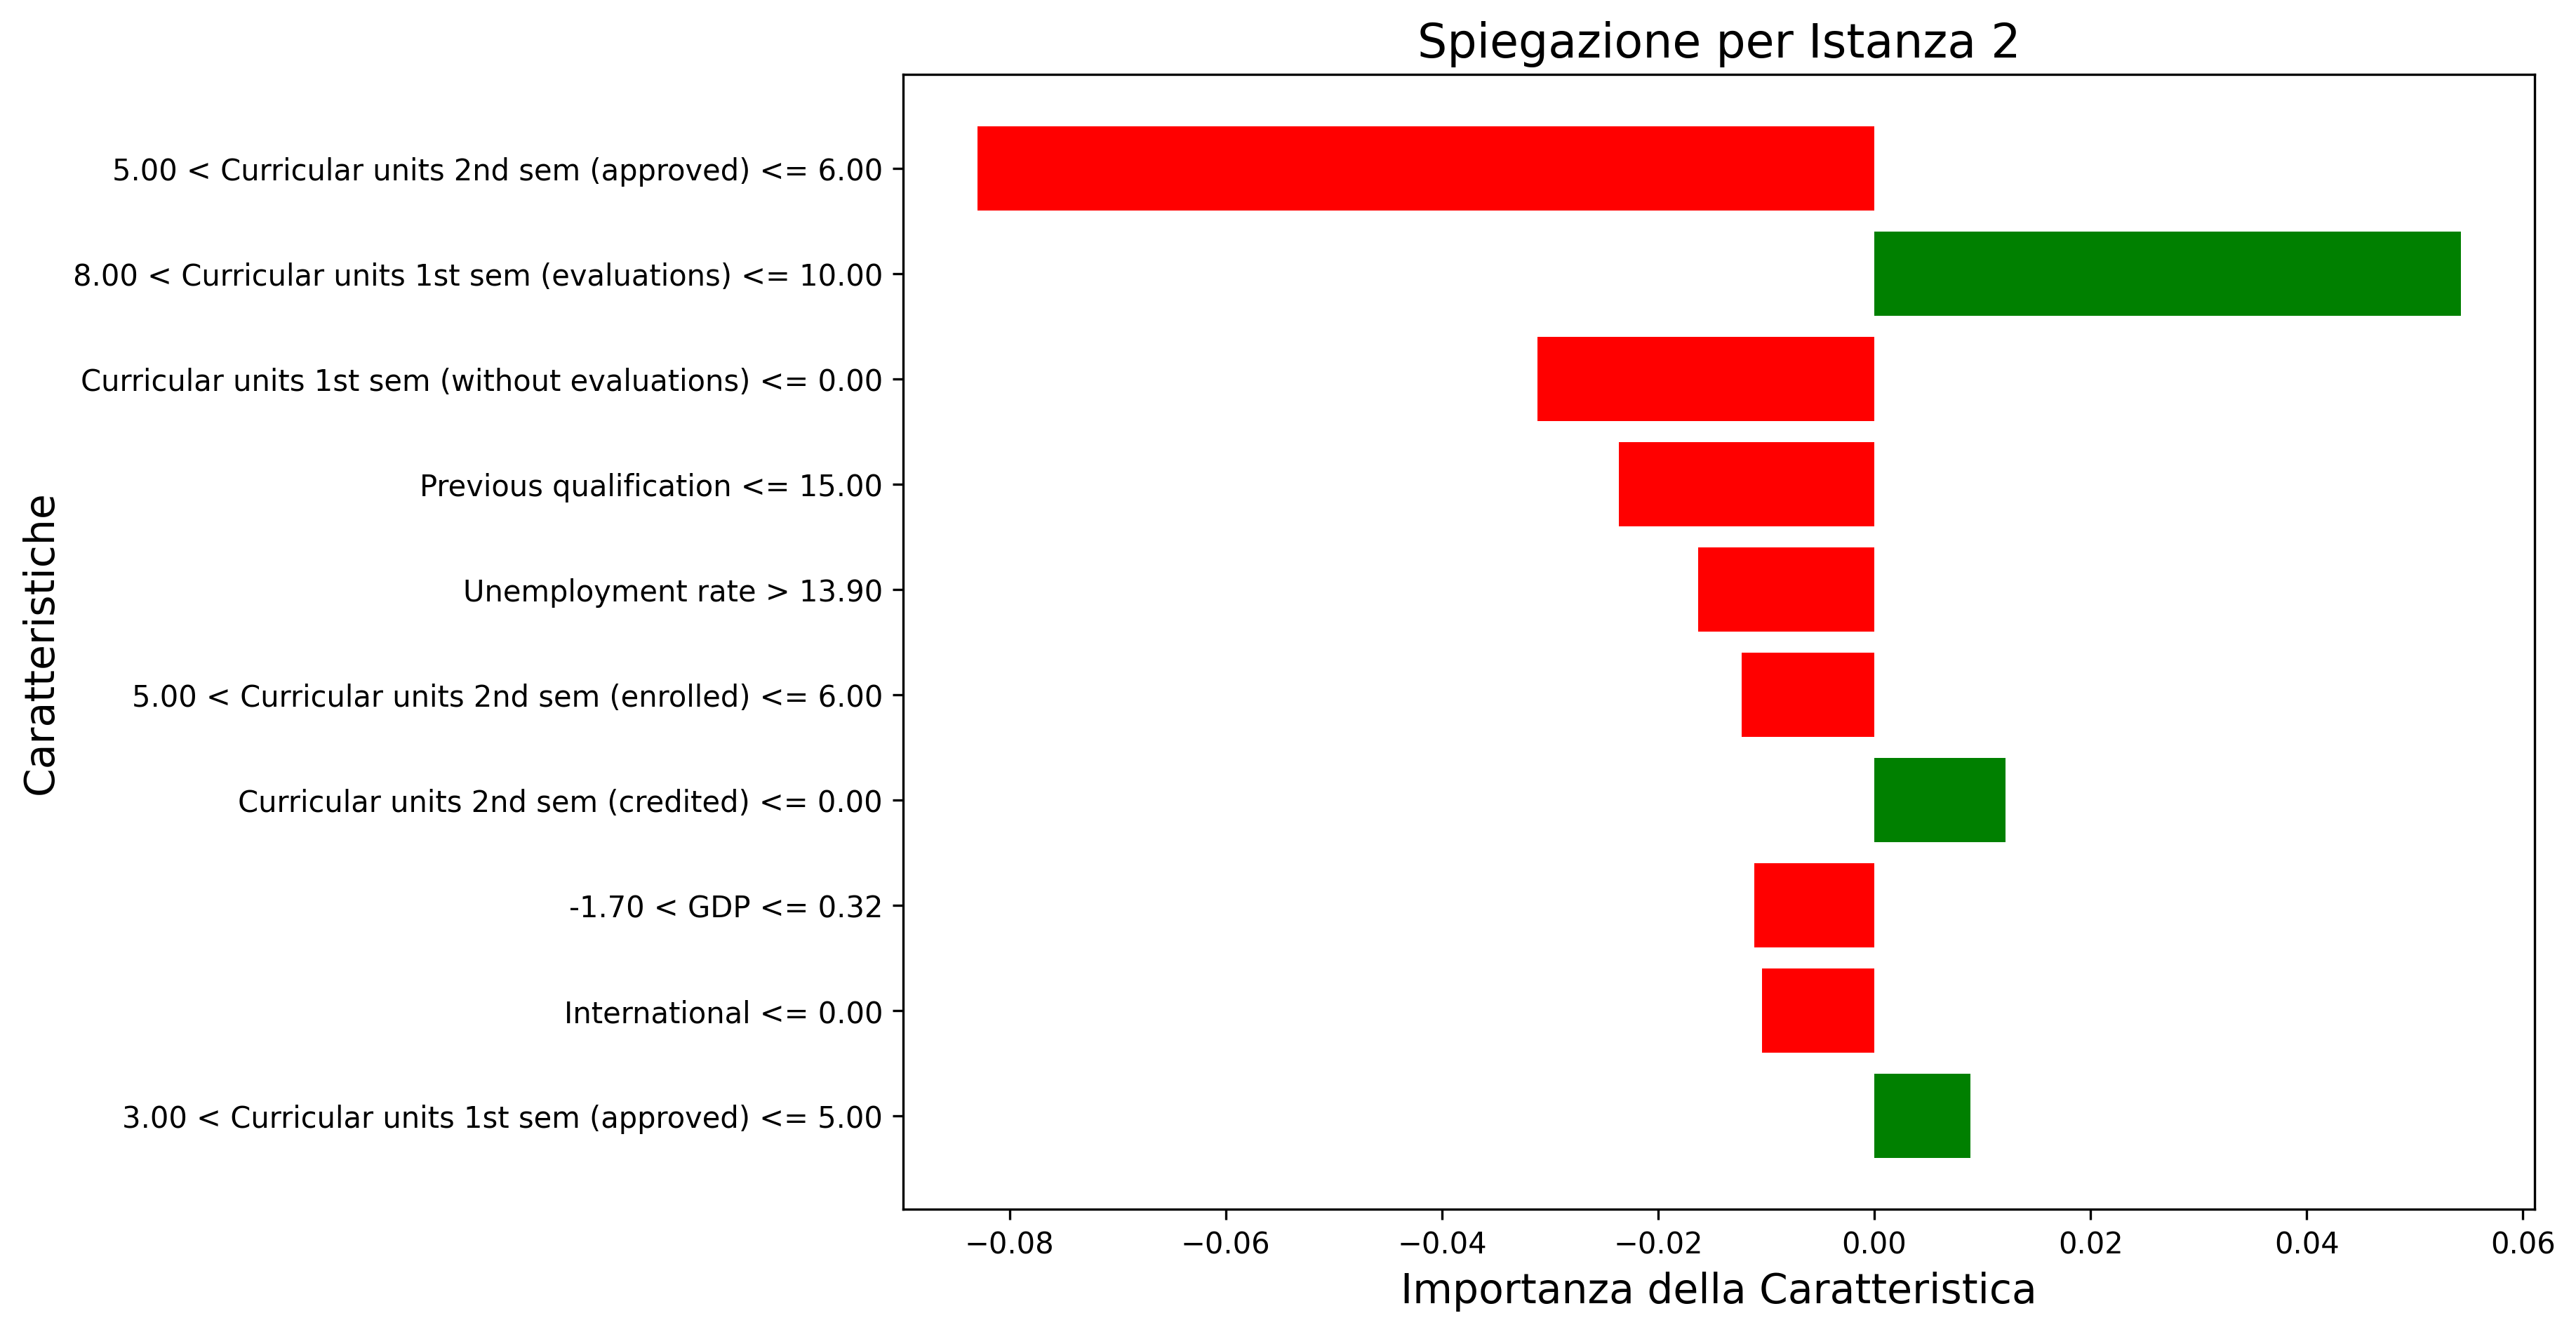 Spiegazione per Istanza 2
Caratteristiche
5.00 < Curricular units 2nd sem (approved) <= 6.00
8.00 < Curricular units 1st sem (evaluations) <= 10.00
Curricular units 1st sem (without evaluations) <= 0.00
Previous qualification <= 15.00
Unemployment rate > 13.90
5.00 < Curricular units 2nd sem (enrolled) <= 6.00
Curricular units 2nd sem (credited) <= 0.00
-1.70 < GDP <= 0.32
International <= 0.00
3.00 < Curricular units 1st sem (approved) <= 5.00
−0.08 −0.06 −0.04 −0.02 0.00 0.02 0.04 0.06
Importanza della Caratteristica